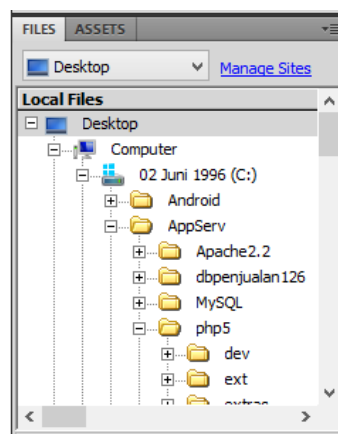 FILES ASSETS
Desktop Manage Sites
Local Files
Desktop
Computer
02 Juni 1996 (C:)
Android
AppServ
Apache2.2
dbpenjualan126
MySQL
php5
dev
ext